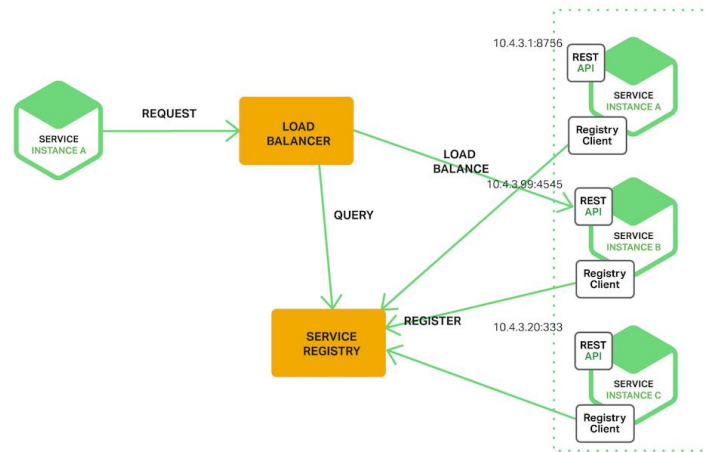 SERVICE
INSTANCE A
REQUEST
LOAD
BALANCER
LOAD
BALANCE
QUERY
SERVICE
REGISTRY
REGISTER
10.4.3.1:8756
REST
API
SERVICE
INSTANCE A
Registry
Client
10.4.3.99:4545
REST
API
SERVICE
INSTANCE B
Registry
Client
10.4.3.20:333
REST
API
SERVICE
INSTANCE C
Registry
Client